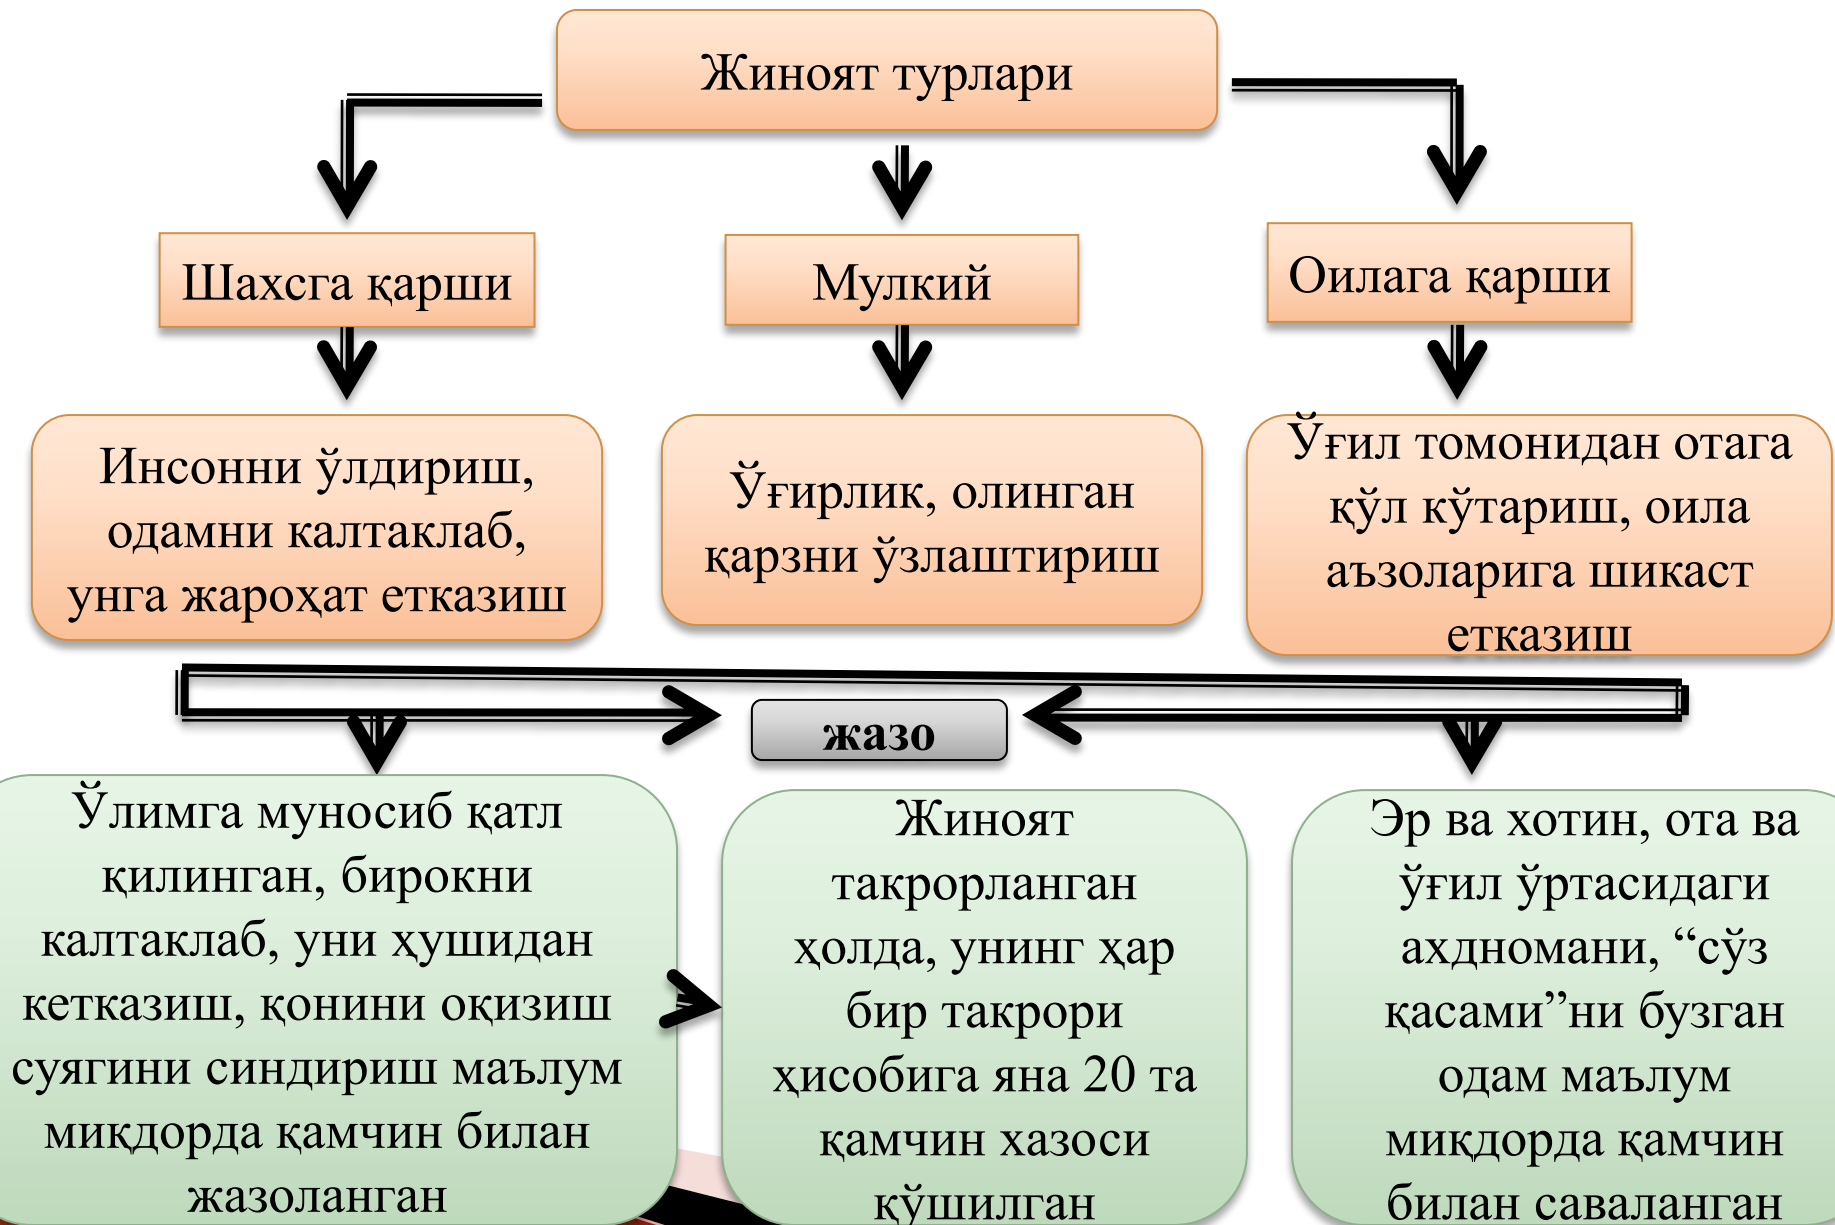 Жиноят турлари
Шахсга қарши
Мулкий
Оилага қарши
Инсонни ўлдириш,
одамни калтаклаб,
унга жароҳат етказиш
Ўғирлик, олинган
қарзни ўзлаштириш
Ўғил томонидан отага
қўл кўтариш, оила
аъзоларига шикаст
етказиш
жазо
Ўлимга муносиб қатл
қилинган, бирокни
калтаклаб, уни ҳушидан
кетказиш, қонини оқизиш
суягини синдириш маълум
миқдорда қамчин билан
жазоланган
Жиноят
такрорланган
ҳолда, унинг ҳар
бир такрори
ҳисобига яна 20 та
қамчин хазоси
қўшилган
Эр ва хотин, ота ва
ўғил ўртасидаги
ахдномани, “сўз
қасами”ни бузган
одам маълум
миқдорда қамчин
билан саваланган